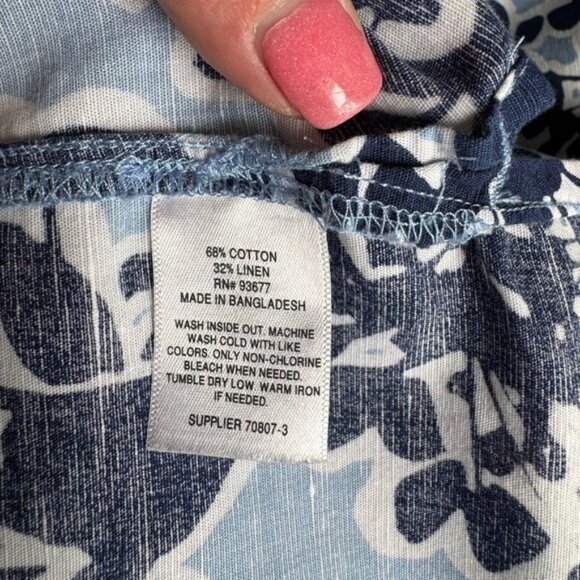 68% COTTON
32% LINEN
RN# 93677
MADE IN BANGLADESH
WASH INSIDE OUT. MACHINE
WASH COLD WITH LIKE
COLORS. ONLY NON-CHLORINE
BLEACH WHEN NEEDED.
TUMBLE DRY LOW. WARM IRON
IF NEEDED.
SUPPLIER 70807-3